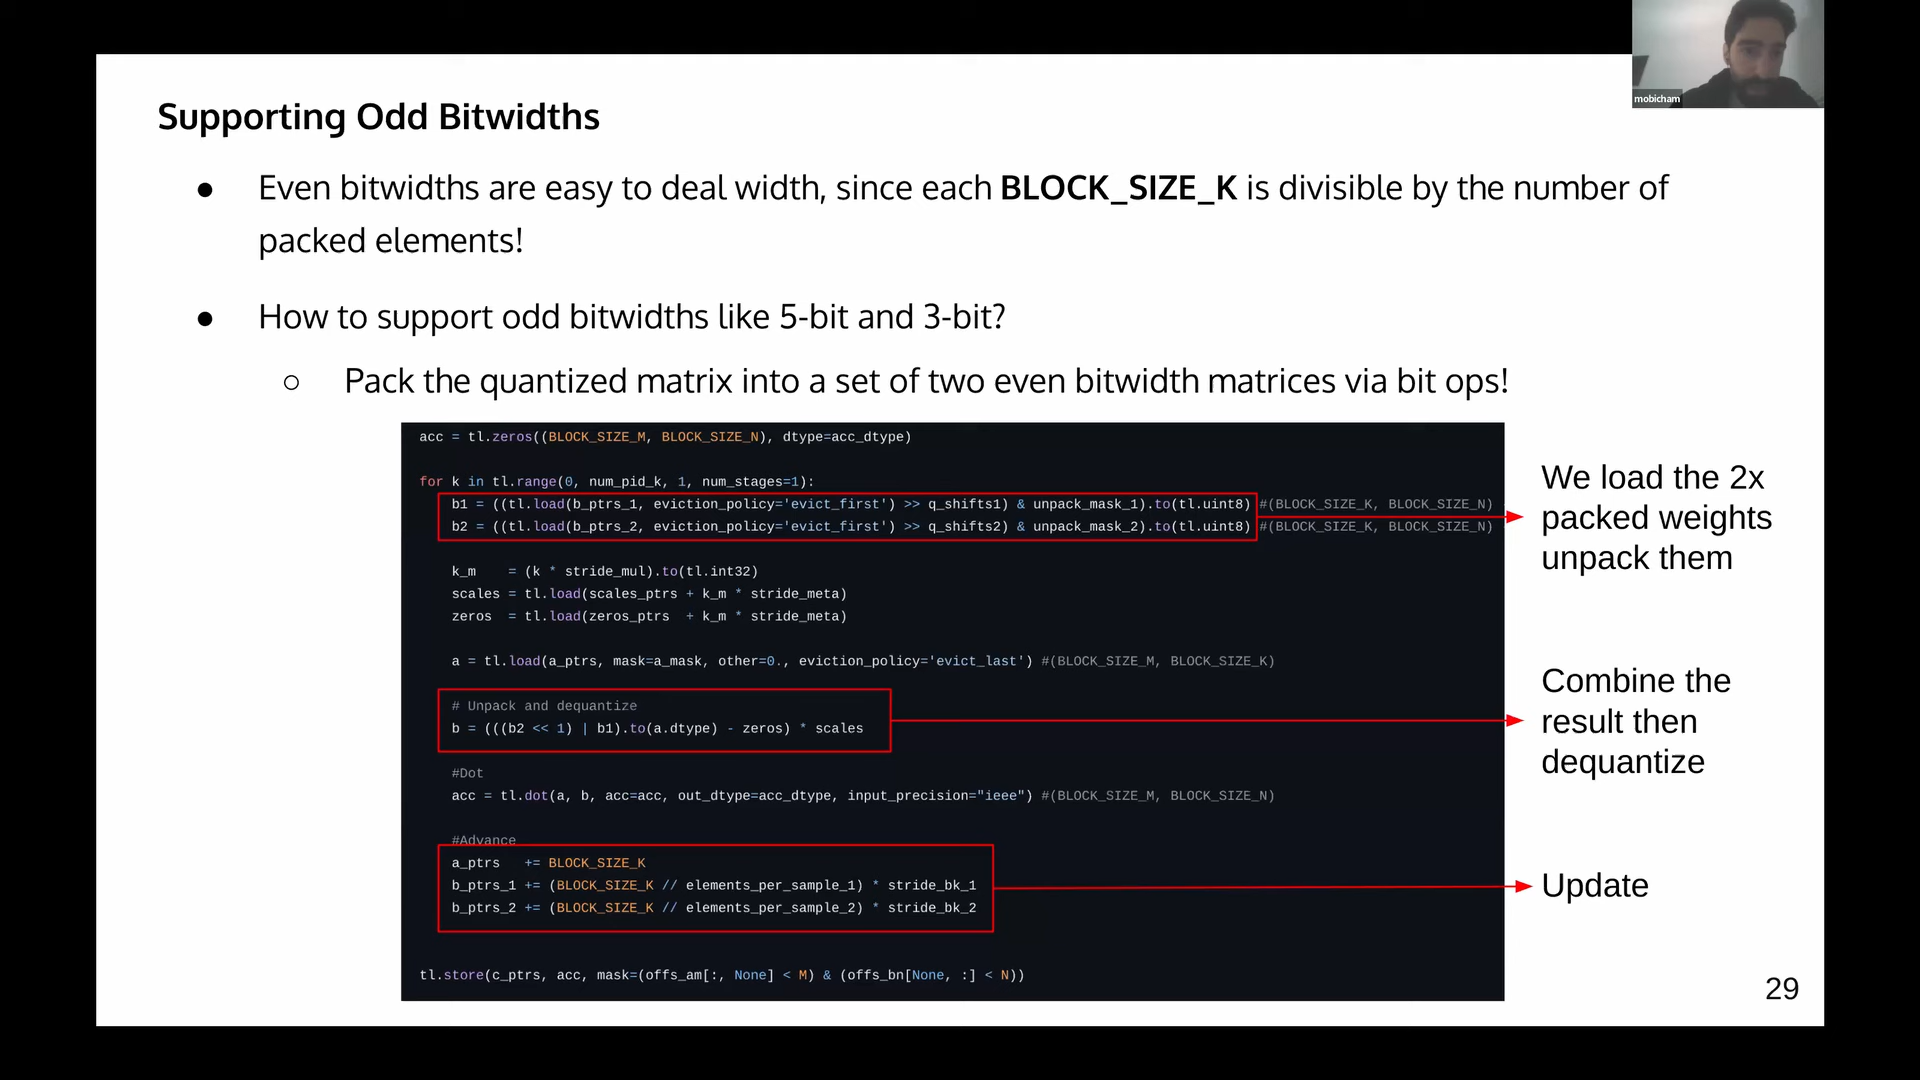 mobicham
Supporting Odd Bitwidths
● Even bitwidths are easy to deal width, since each BLOCK_SIZE_K is divisible by the number of
packed elements!
● How to support odd bitwidths like 5-bit and 3-bit?
○ Pack the quantized matrix into a set of two even bitwidth matrices via bit ops!
acc = tl.zeros((BLOCK_SIZE_M, BLOCK_SIZE_N), dtype=acc_dtype)
for k in tl.range(0, num_pid_k, 1, num_stages=1):
b1 = ((tl.load(b_ptrs_1, eviction_policy='evict_first') >> q_shifts1) & unpack_mask_1).to(tl.uint8) #(BLOCK_SIZE_K, BLOCK_SIZE_N)
b2 = ((tl.load(b_ptrs_2, eviction_policy='evict_first') >> q_shifts2) & unpack_mask_2).to(tl.uint8) #(BLOCK_SIZE_K, BLOCK_SIZE_N)
k_m = (k * stride_mul).to(tl.int32)
scales = tl.load(scales_ptrs + k_m * stride_meta)
zeros = tl.load(zeros_ptrs + k_m * stride_meta)
a = tl.load(a_ptrs, mask=a_mask, other=0., eviction_policy='evict_last') #(BLOCK_SIZE_M, BLOCK_SIZE_K)
# Unpack and dequantize
b = (((b2 << 1) | b1).to(a.dtype) - zeros) * scales
#Dot
acc = tl.dot(a, b, acc=acc, out_dtype=acc_dtype, input_precision="ieee") #(BLOCK_SIZE_M, BLOCK_SIZE_N)
#Advance
a_ptrs += BLOCK_SIZE_K
b_ptrs_1 += (BLOCK_SIZE_K // elements_per_sample_1) * stride_bk_1
b_ptrs_2 += (BLOCK_SIZE_K // elements_per_sample_2) * stride_bk_2
tl.store(c_ptrs, acc, mask=(offs_am[:, None] < M) & (offs_bn[None, :] < N))
We load the 2x
packed weights
unpack them
Combine the
result then
dequantize
Update
29